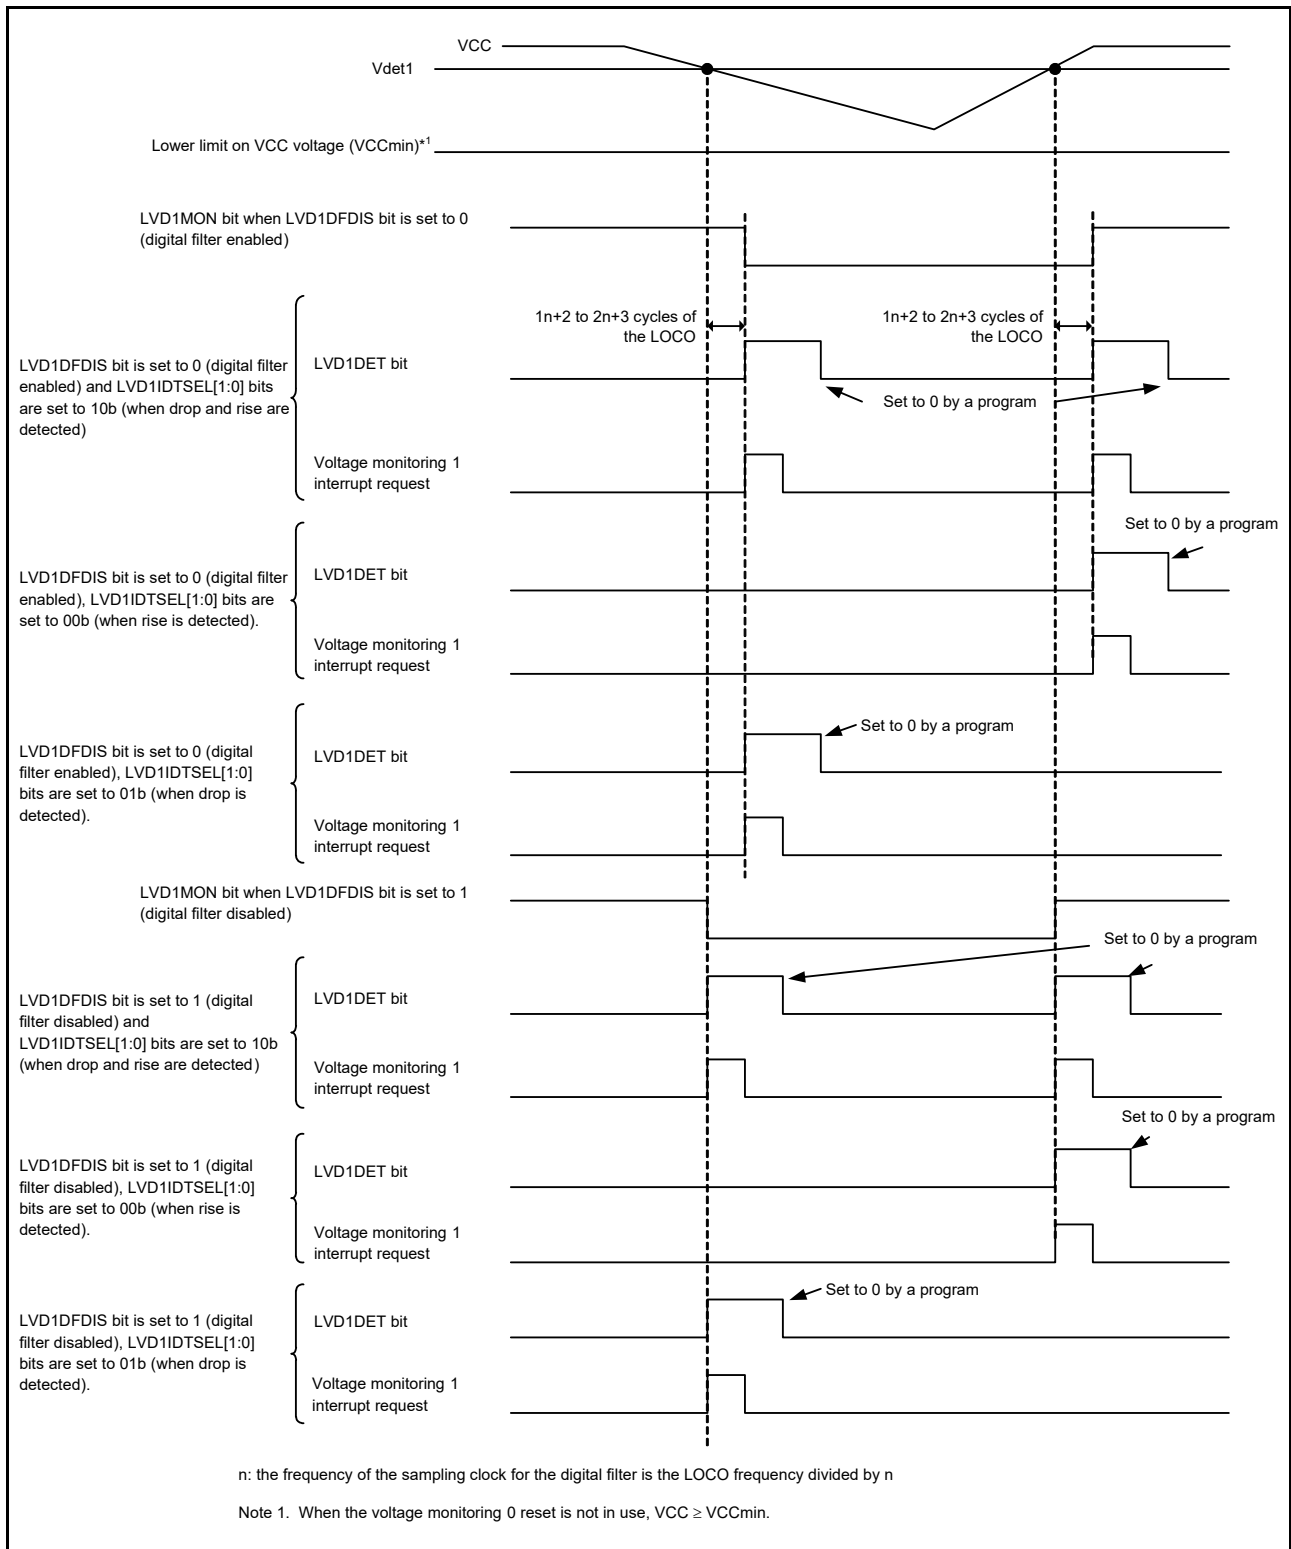 VCC
Vdet1
Lower limit on VCC voltage (VCCmin)*1
LVD1MON bit when LVD1DFDIS bit is set to 0
(digital filter enabled)
1n+2 to 2n+3 cycles of
the LOCO
1n+2 to 2n+3 cycles of
the LOCO
LVD1DFDIS bit is set to 0 (digital filter
enabled) and LVD1IDTSEL[1:0] bits
are set to 10b (when drop and rise are
detected)
LVD1DET bit
Set to 0 by a program
Voltage monitoring 1
interrupt request
Set to 0 by a program
LVD1DFDIS bit is set to 0 (digital filter
enabled), LVD1IDTSEL[1:0] bits are
set to 00b (when rise is detected).
LVD1DET bit
Voltage monitoring 1
interrupt request
Set to 0 by a program
LVD1DFDIS bit is set to 0 (digital
filter enabled), LVD1IDTSEL[1:0]
bits are set to 01b (when drop is
detected).
LVD1DET bit
Voltage monitoring 1
interrupt request
LVD1MON bit when LVD1DFDIS bit is set to 1
(digital filter disabled)
Set to 0 by a program
LVD1DFDIS bit is set to 1 (digital
filter disabled) and
LVD1IDTSEL[1:0] bits are set to 10b
(when drop and rise are detected)
LVD1DET bit
Voltage monitoring 1
interrupt request
Set to 0 by a program
LVD1DFDIS bit is set to 1 (digital
filter disabled), LVD1IDTSEL[1:0]
bits are set to 00b (when rise is
detected).
LVD1DET bit
Voltage monitoring 1
interrupt request
Set to 0 by a program
LVD1DFDIS bit is set to 1 (digital
filter disabled), LVD1IDTSEL[1:0]
bits are set to 01b (when drop is
detected).
LVD1DET bit
Voltage monitoring 1
interrupt request
n: the frequency of the sampling clock for the digital filter is the LOCO frequency divided by n
Note 1. When the voltage monitoring 0 reset is not in use, VCC ≥ VCCmin.